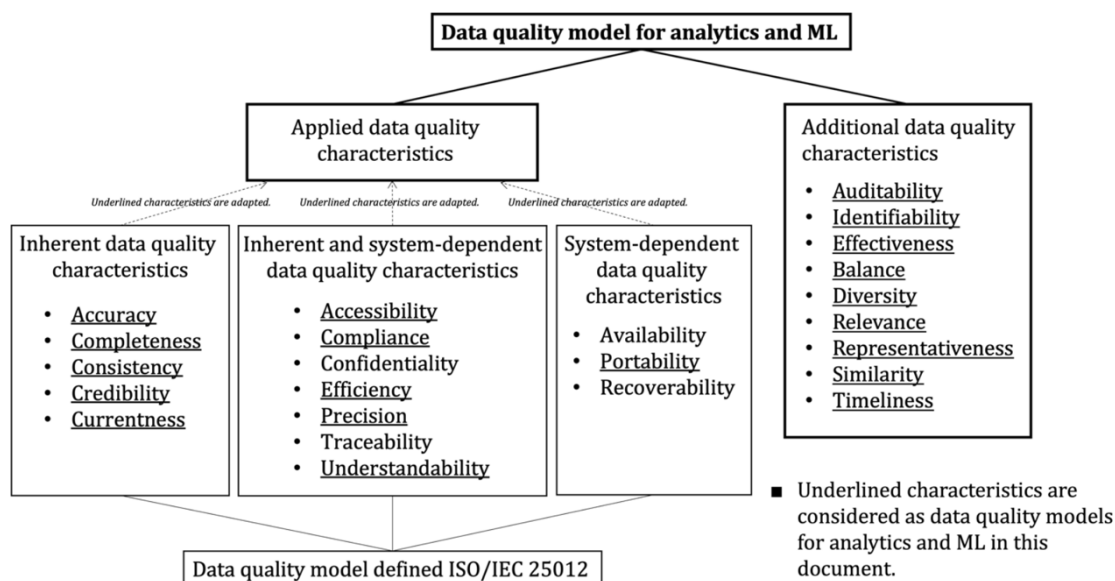 Data quality model for analytics and ML
Applied data quality
characteristics
Additional data quality
characteristics
• Auditability
• Identifiability
• Effectiveness
• Balance
• Diversity
• Relevance
• Representativeness
• Similarity
• Timeliness
Underlined characteristics are adapted.
Underlined characteristics are adapted.
Underlined characteristics are adapted.
Inherent data quality
characteristics
• Accuracy
• Completeness
• Consistency
• Credibility
• Currentness
Inherent and system-dependent
data quality characteristics
• Accessibility
• Compliance
• Confidentiality
• Efficiency
• Precision
• Traceability
• Understandability
System-dependent
data quality
characteristics
• Availability
• Portability
• Recoverability
■ Underlined characteristics are
considered as data quality models
for analytics and ML in this
document.
Data quality model defined ISO/IEC 25012